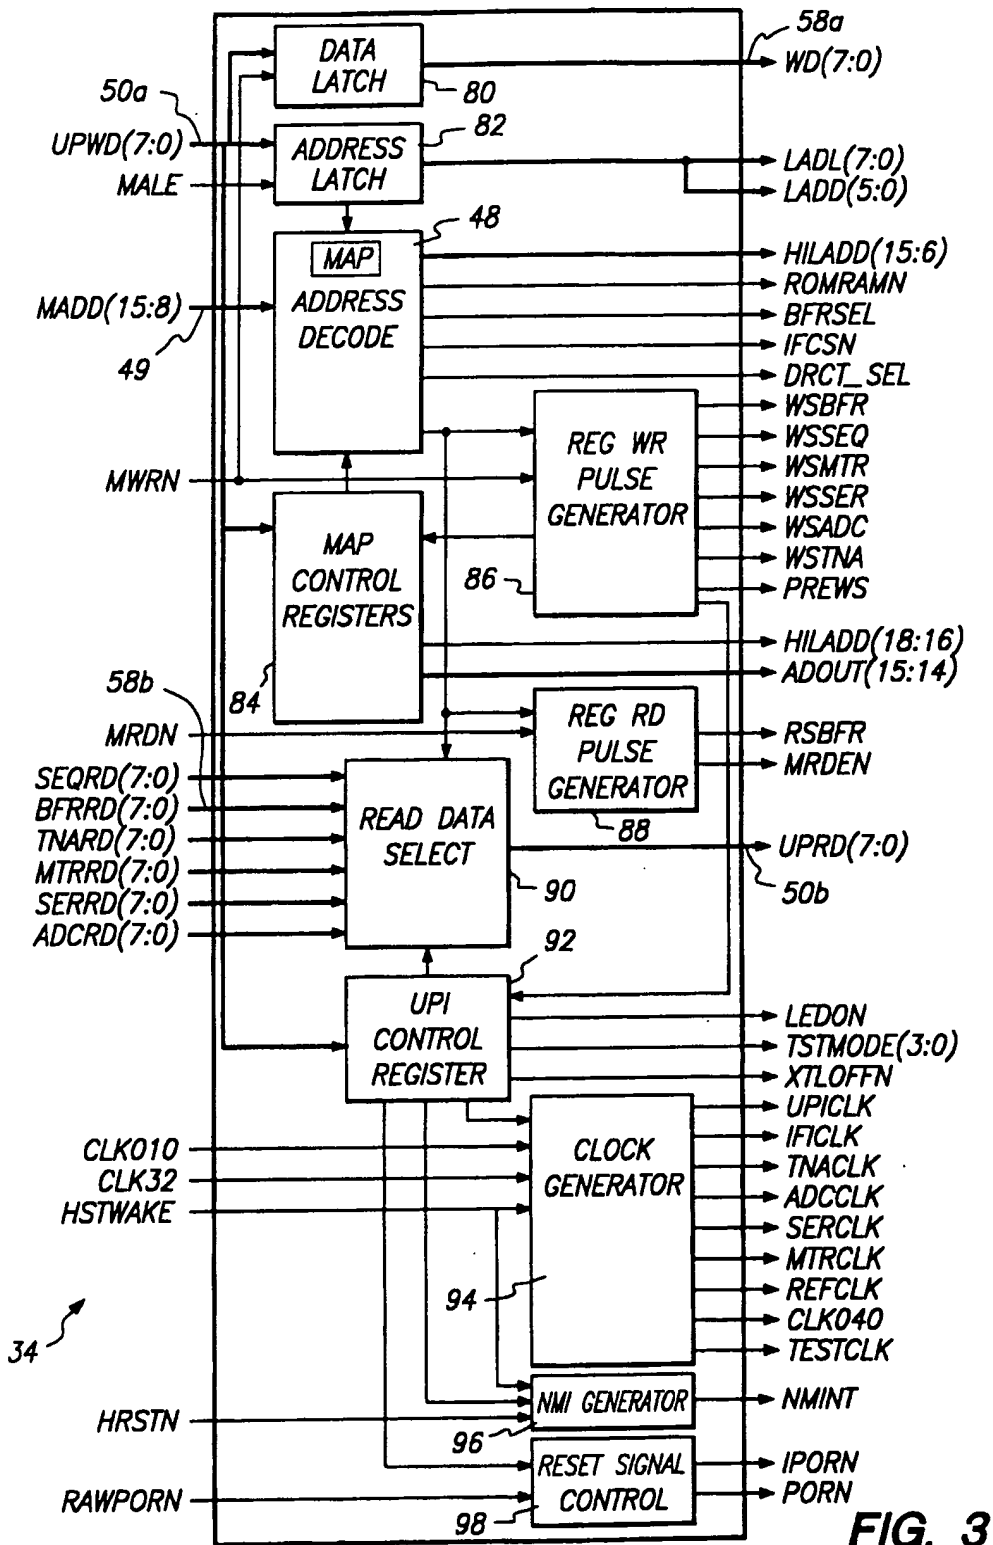 58a
DATA
LATCH
80
WD(7:0)
50a
UPWD(7:0)
82
ADDRESS
LATCH
MALE
LADL(7:0)
LADD(5:0)
48
MAP
ADDRESS
DECODE
MADD(15:8)
49
HILADD(15:6)
ROMRAMN
BFRSEL
IFCSN
DRCT_SEL
REG WR
PULSE
GENERATOR
86
WSBFR
WSSEQ
WSMTR
WSSER
WSADC
WSTNA
PREWS
MWRN
MAP
CONTROL
REGISTERS
84
HILADD(18:16)
ADOUT(15:14)
58b
MRDN
REG RD
PULSE
GENERATOR
88
RSBFR
MRDEN
SEQRD(7:0)
BFRRD(7:0)
TNARD(7:0)
MTRRD(7:0)
SERRD(7:0)
ADCRD(7:0)
READ DATA
SELECT
90
UPRD(7:0)
50b
92
UPI
CONTROL
REGISTER
LEDON
TSTMODE(3:0)
XTLOFFN
CLK010
CLK32
HSTWAKE
CLOCK
GENERATOR
94
UPICLK
IFICLK
TNACLK
ADCCLK
SERCLK
MTRCLK
REFCLK
CLK040
TESTCLK
34
HRSTN
NMI GENERATOR
96
NMINT
RAWPORN
RESET SIGNAL
CONTROL
98
IPORN
PORN
FIG. 3